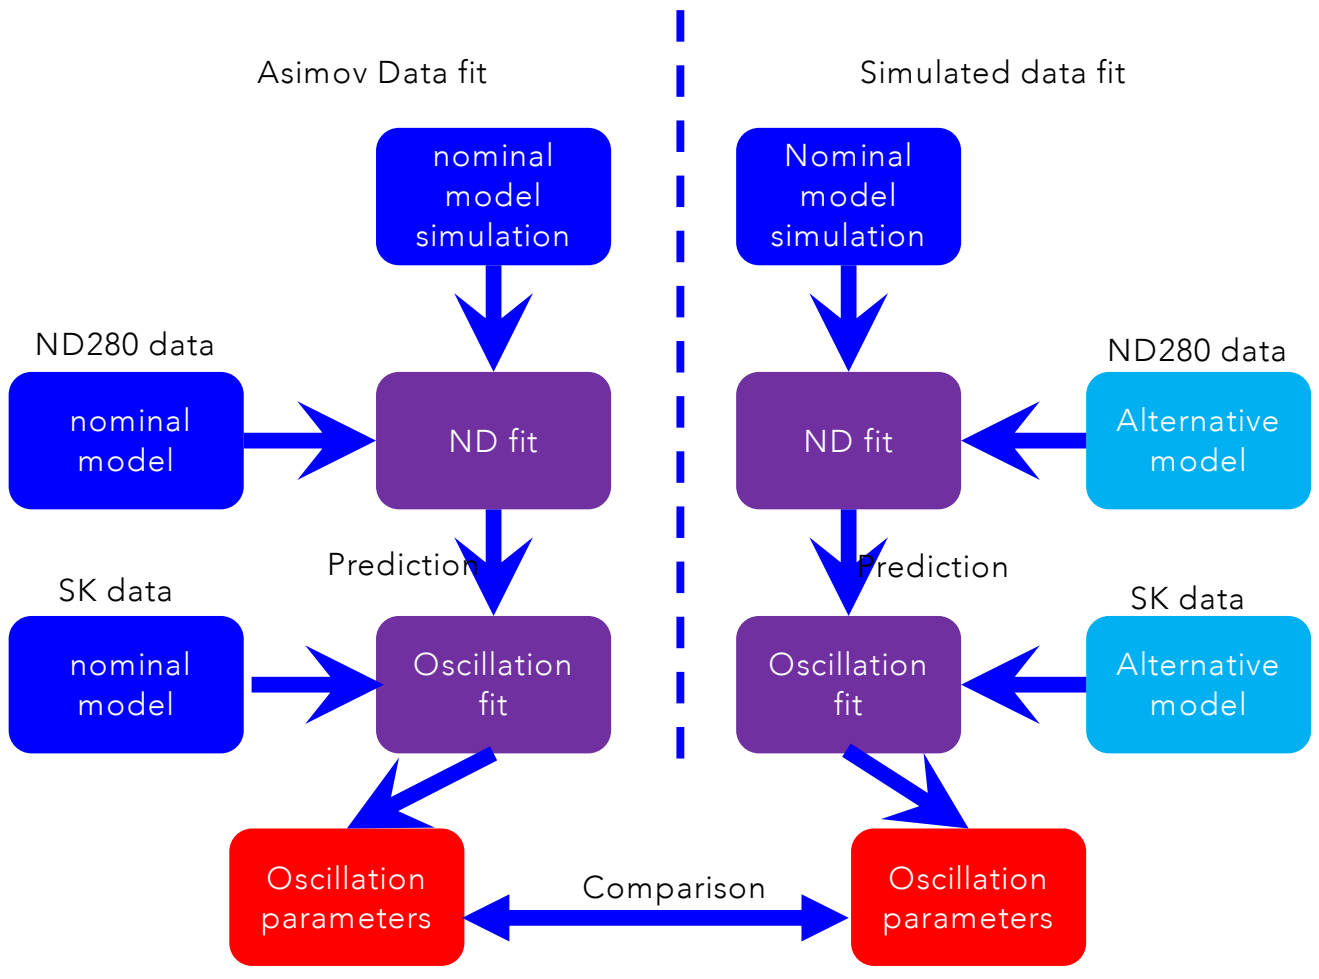 Asimov Data fit
Simulated data fit
nominal
model
simulation
Nominal
model
simulation
ND280 data
ND280 data
nominal
model
ND fit
ND fit
Alternative
model
Prediction
Prediction
SK data
SK data
nominal
model
Oscillation
fit
Oscillation
fit
Alternative
model
Oscillation
parameters
Comparison
Oscillation
parameters